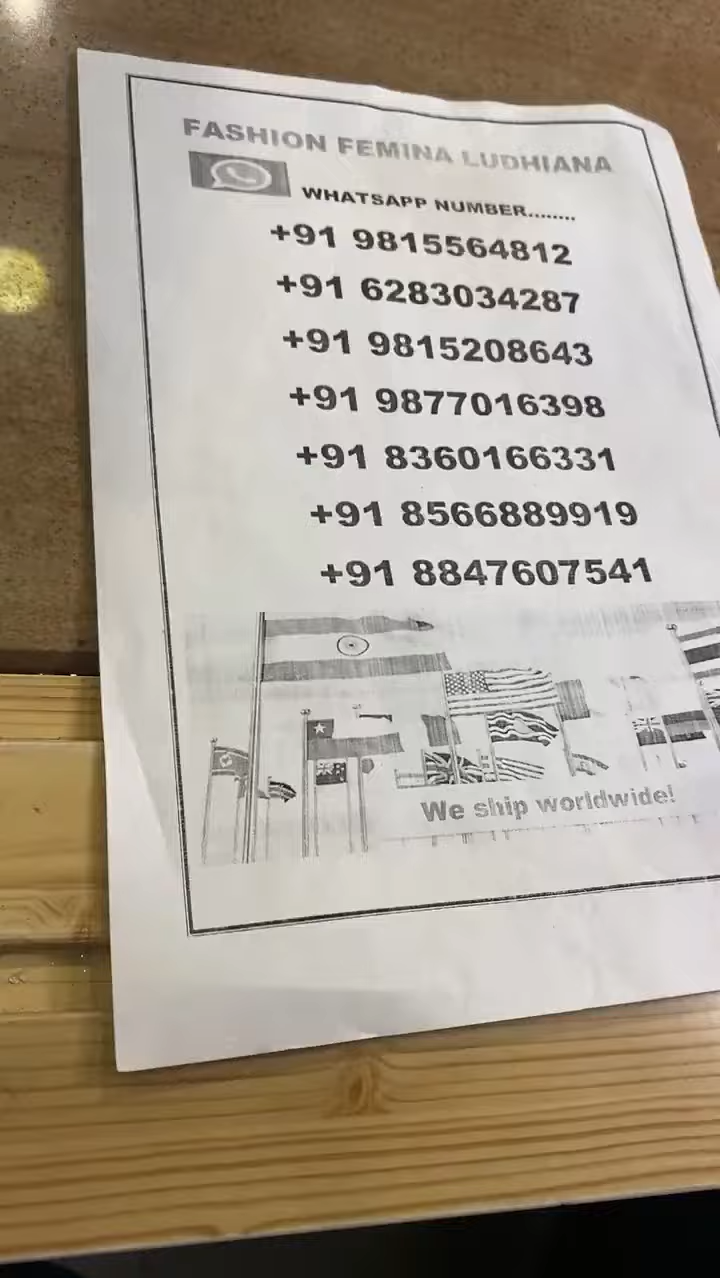 FASHION FEMINA LUDHIANA
WHATSAPP NUMBER........
+91 9815564812
+91 6283034287
+91 9815208643
+91 9877016398
+91 8360166331
+91 8566889919
+91 8847607541
We ship worldwide!